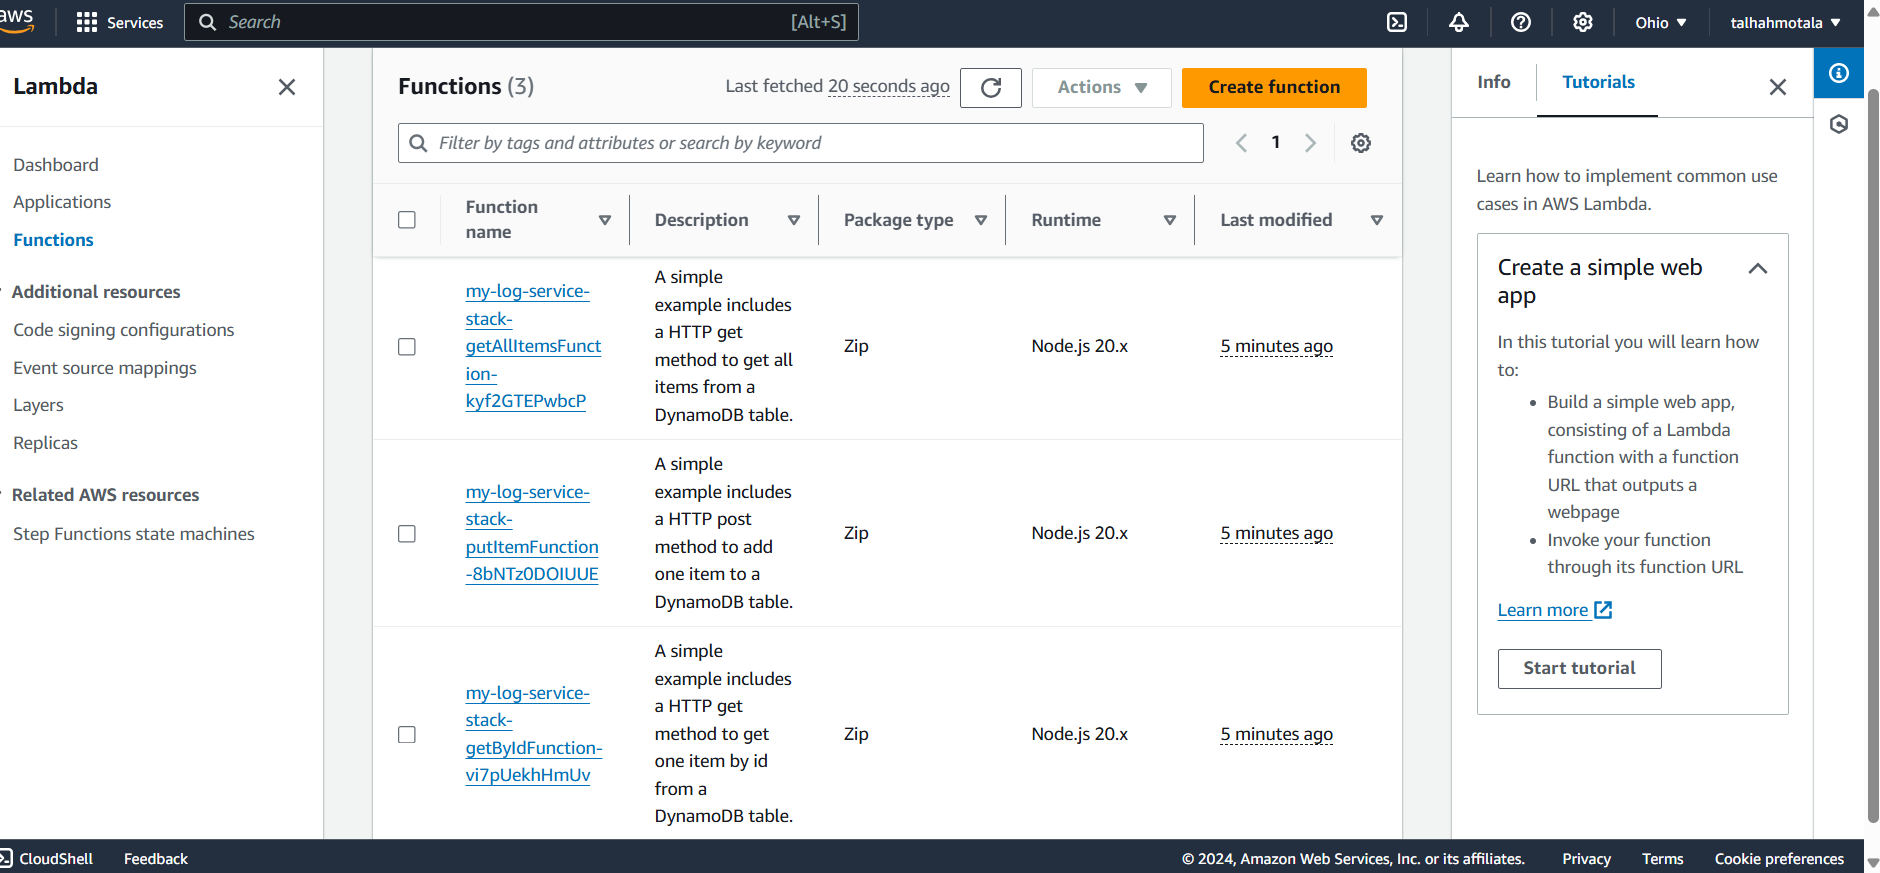 aws
Services
Search
[Alt+S]
Ohio
talhahmotala
Lambda
Dashboard
Applications
Functions
Additional resources
Code signing configurations
Event source mappings
Layers
Replicas
Related AWS resources
Step Functions state machines
Functions (3)
Last fetched 20 seconds ago
Actions
Create function
Filter by tags and attributes or search by keyword
1
Function
name
Description
Package type
Runtime
Last modified
my-log-service-
stack-
getAllItemsFunct
ion-
kyf2GTEPwbcP
A simple
example includes
a HTTP get
method to get all
items from a
DynamoDB table.
Zip
Node.js 20.x
5 minutes ago
my-log-service-
stack-
putItemFunction
-8bNTz0DOIUUE
A simple
example includes
a HTTP post
method to add
one item to a
DynamoDB table.
Zip
Node.js 20.x
5 minutes ago
my-log-service-
stack-
getByIdFunction-
vi7pUekhHmUv
A simple
example includes
a HTTP get
method to get
one item by id
from a
DynamoDB table.
Zip
Node.js 20.x
5 minutes ago
Info
Tutorials
Learn how to implement common use
cases in AWS Lambda.
Create a simple web
app
In this tutorial you will learn how
to:
• Build a simple web app,
consisting of a Lambda
function with a function
URL that outputs a
webpage
• Invoke your function
through its function URL
Learn more
Start tutorial
CloudShell
Feedback
© 2024, Amazon Web Services, Inc. or its affiliates.
Privacy
Terms
Cookie preferences